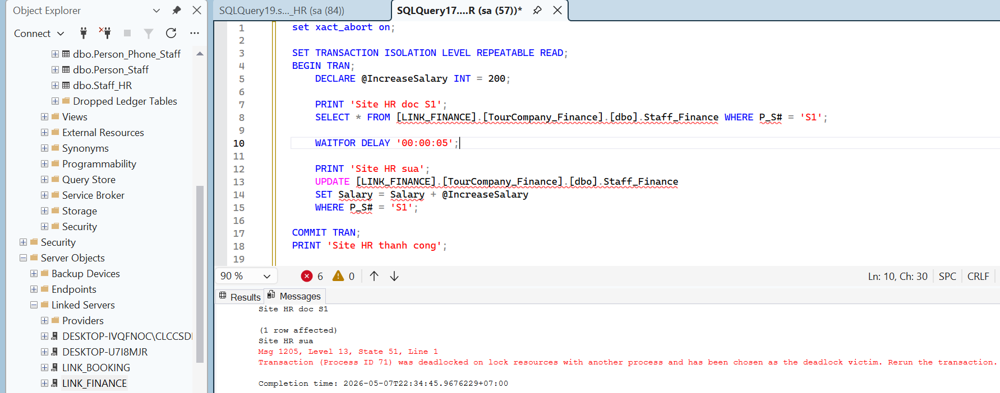 Object Explorer
Connect
dbo.Person_Phone_Staff
dbo.Person_Staff
dbo.Staff_HR
Dropped Ledger Tables
Views
External Resources
Synonyms
Programmability
Query Store
Service Broker
Storage
Security
Security
Server Objects
Backup Devices
Endpoints
Linked Servers
Providers
DESKTOP-IVQFNOC\CLCCSD
DESKTOP-U7I8MJR
LINK_BOOKING
LINK_FINANCE
SQLQuery19.s..._HR (sa (84))
SQLQuery17....R (sa (57))*
1 set xact_abort on;
2
3 SET TRANSACTION ISOLATION LEVEL REPEATABLE READ;
4 BEGIN TRAN;
5 DECLARE @IncreaseSalary INT = 200;
6
7 PRINT 'Site HR doc S1';
8 SELECT * FROM [LINK_FINANCE].[TourCompany_Finance].[dbo].Staff_Finance WHERE P_S# = 'S1';
9
10 WAITFOR DELAY '00:00:05';
11
12 PRINT 'Site HR sua';
13 UPDATE [LINK_FINANCE].[TourCompany_Finance].[dbo].Staff_Finance
14 SET Salary = Salary + @IncreaseSalary
15 WHERE P_S# = 'S1';
16
17 COMMIT TRAN;
18 PRINT 'Site HR thanh cong';
19
90 % 6 0 Ln: 10, Ch: 30 SPC CRLF
Results Messages
Site HR doc S1
(1 row affected)
Site HR sua
Msg 1205, Level 13, State 51, Line 1
Transaction (Process ID 71) was deadlocked on lock resources with another process and has been chosen as the deadlock victim. Rerun the transaction.
Completion time: 2026-05-07T22:34:45.9676229+07:00